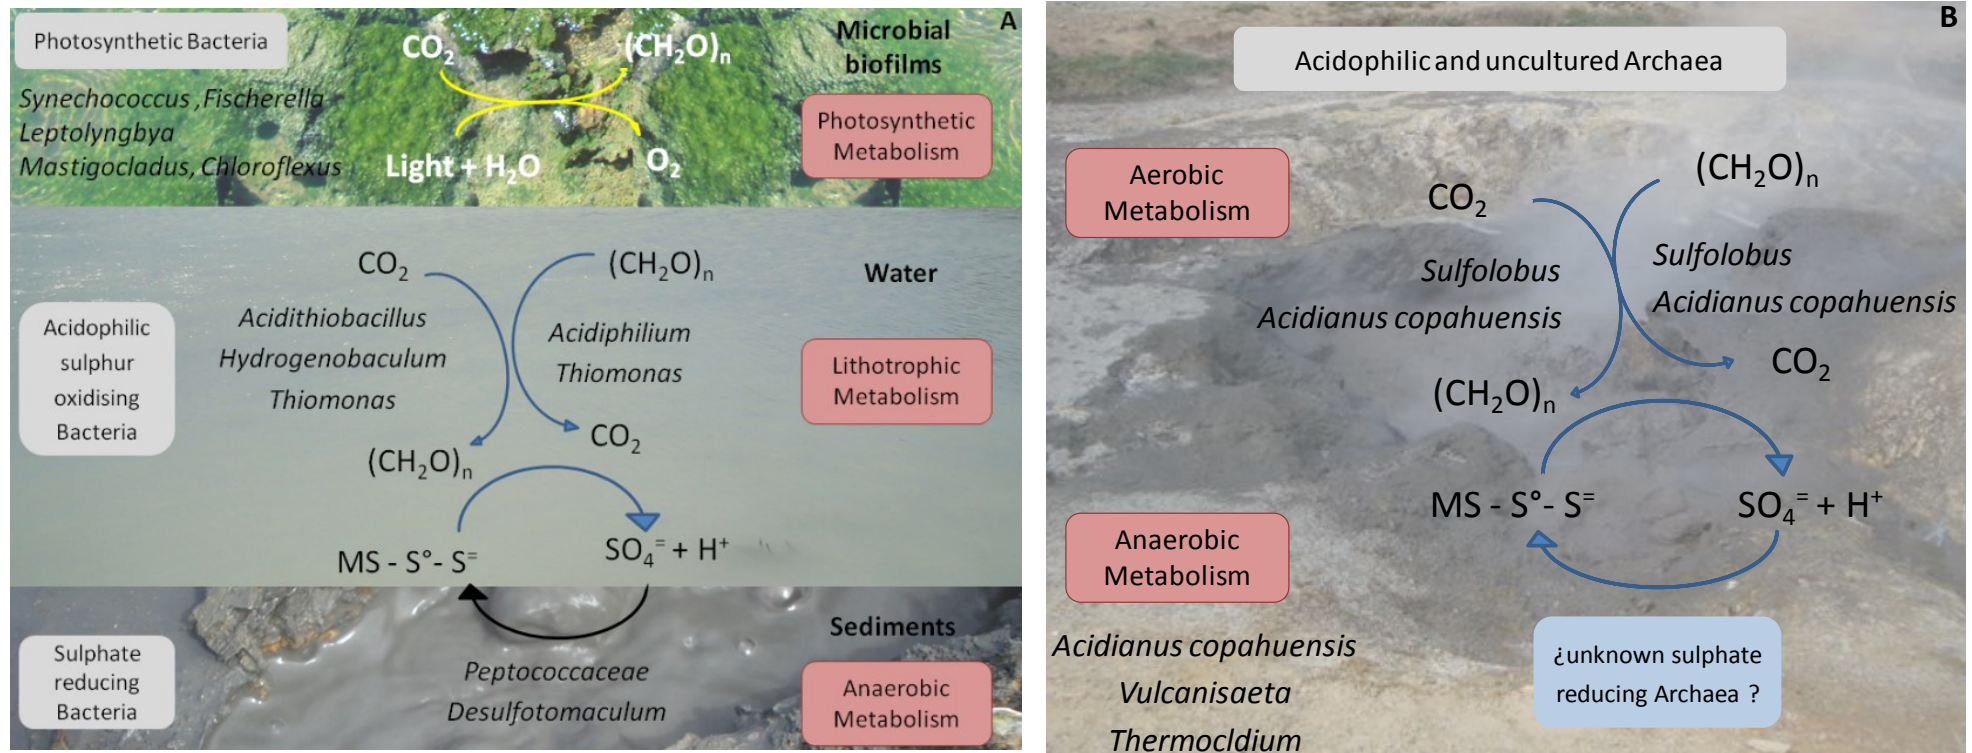 A
Photosynthetic Bacteria
CO₂
(CH₂O)ₙ
Microbial
biofilms
Synechococcus ,Fischerella
Leptolyngbya
Mastigocladus, Chloroflexus
Light + H₂O
O₂
Photosynthetic
Metabolism
CO₂
(CH₂O)ₙ
Water
Acidophilic
sulphur
oxidising
Bacteria
Acidithiobacillus
Hydrogenobaculum
Thiomonas
Acidiphilium
Thiomonas
Lithotrophic
Metabolism
(CH₂O)ₙ
CO₂
MS - S° - S⁼
SO₄⁼ + H⁺
Sediments
Sulphate
reducing
Bacteria
Peptococcaceae
Desulfotomaculum
Anaerobic
Metabolism
B
Acidophilic and uncultured Archaea
Aerobic
Metabolism
CO₂
(CH₂O)ₙ
Sulfolobus
Acidianus copahuensis
Sulfolobus
Acidianus copahuensis
(CH₂O)ₙ
CO₂
MS - S° - S⁼
SO₄⁼ + H⁺
Anaerobic
Metabolism
Acidianus copahuensis
Vulcanisaeta
Thermocldium
¿unknown sulphate
reducing Archaea ?